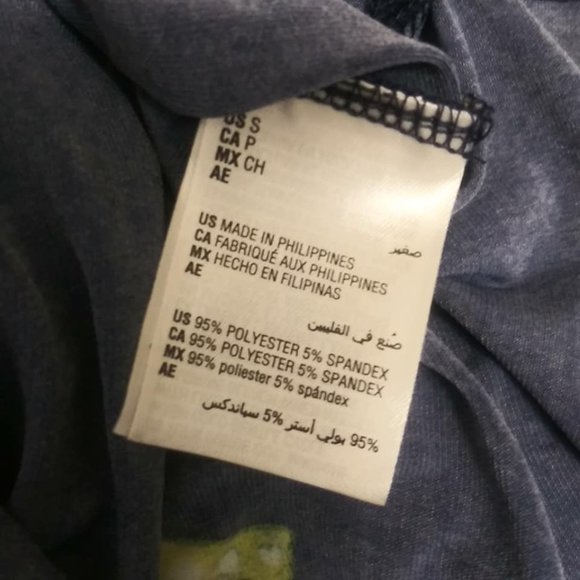 US S
CA P
MX CH
AE
صغير
US MADE IN PHILIPPINES
CA FABRIQUÉ AUX PHILIPPINES
MX HECHO EN FILIPINAS
AE
صُنع في الفلبين
US 95% POLYESTER 5% SPANDEX
CA 95% POLYESTER 5% SPANDEX
MX 95% poliester 5% spándex
AE
95% بولي أستر 5% سباندكس